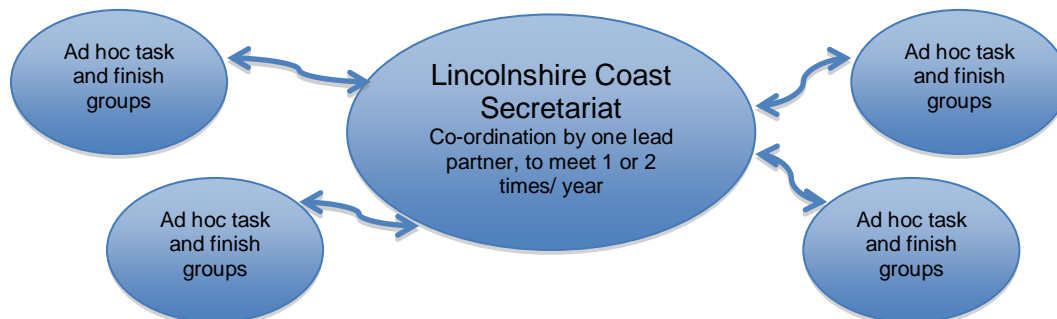 Ad hoc task
and finish
groups
Lincolnshire Coast
Secretariat
Co-ordination by one lead
partner, to meet 1 or 2
times/ year
Ad hoc task
and finish
groups
Ad hoc task
and finish
groups
Ad hoc task
and finish
groups